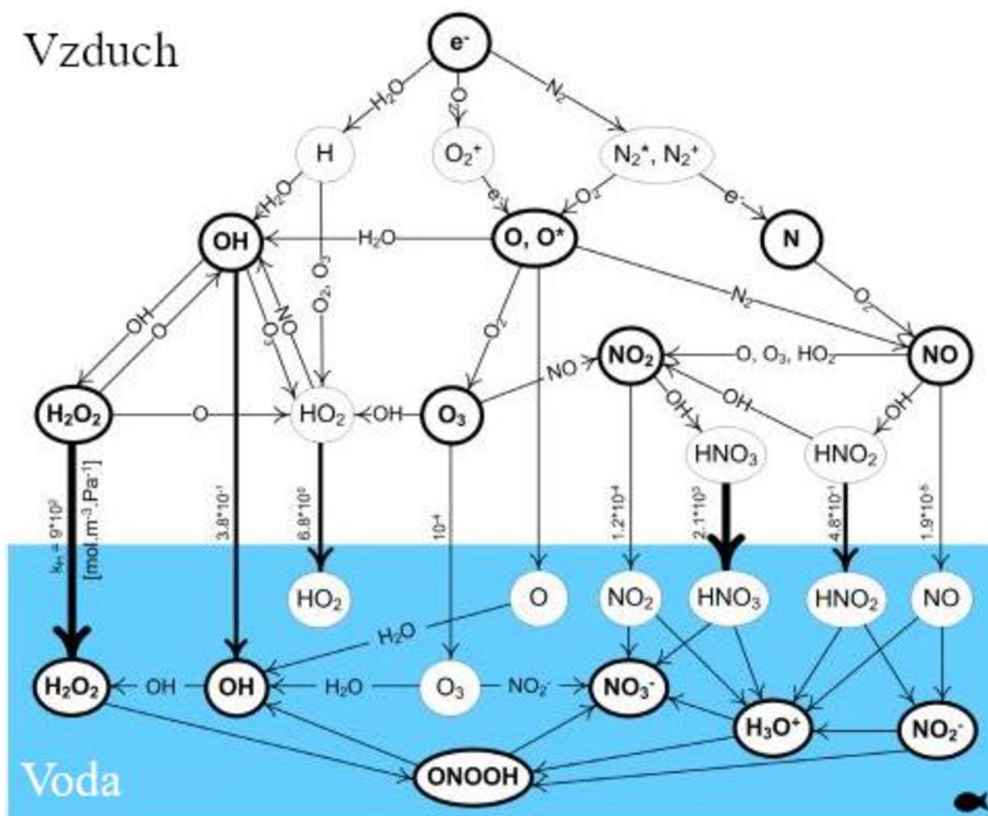 Vzduch
e⁻
H₂O
O₂
N₂
H
O₂⁺
N₂*, N₂⁺
H₂O
e⁻
O₃
e⁻
OH
H₂O
O, O*
N
O₂, O₃
N₂
O₂
OH
O
O₃
NO
O₂
NO₂
O, O₃, HO₂
NO
NO
H₂O₂
O
HO₂
OH
O₃
OH
OH
OH
HNO₃
HNO₂
kₕ = 9*10²
[mol.m⁻³.Pa⁻¹]
3.8*10⁻¹
6.8*10⁰
10⁻⁴
1.2*10⁻⁴
2.1*10³
4.8*10⁻¹
1.9*10⁻⁵
HO₂
O
NO₂
HNO₃
HNO₂
NO
H₂O
H₂O₂
OH
OH
H₂O
O₃
NO₂⁻
NO₃⁻
H₃O⁺
NO₂⁻
ONOOH
Voda